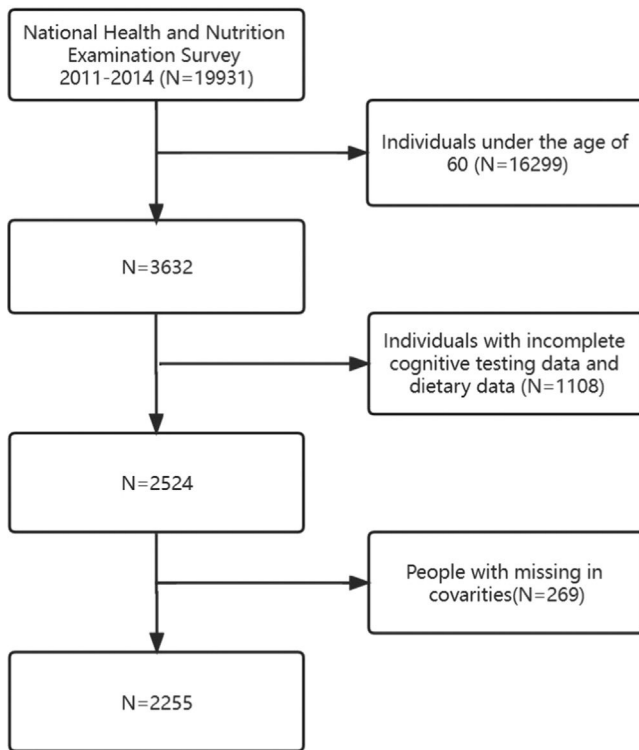 National Health and Nutrition
Examination Survey
2011-2014 (N=19931)
Individuals under the age of
60 (N=16299)
N=3632
Individuals with incomplete
cognitive testing data and
dietary data (N=1108)
N=2524
People with missing in
covarities(N=269)
N=2255